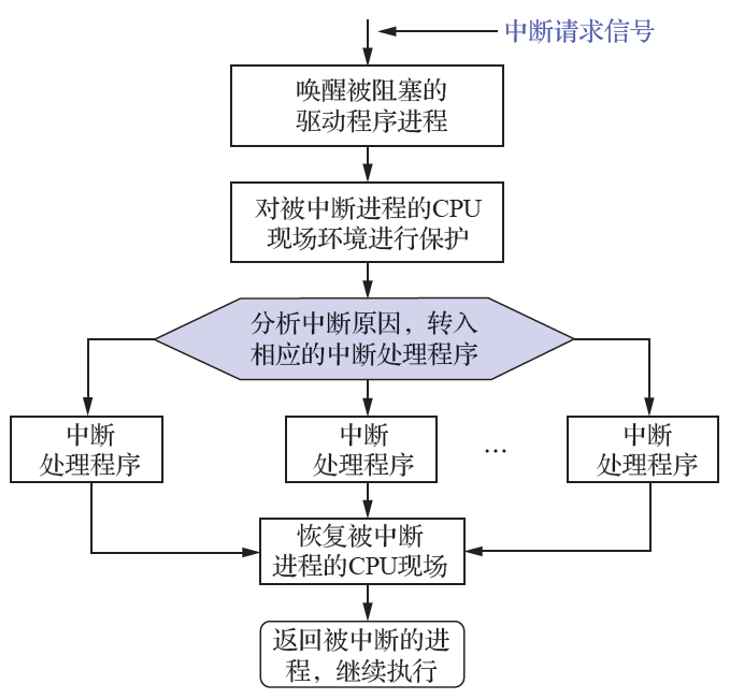 中断请求信号
唤醒被阻塞的
驱动程序进程
对被中断进程的CPU
现场环境进行保护
分析中断原因，转入
相应的中断处理程序
中断
处理程序
中断
处理程序
…
中断
处理程序
恢复被中断
进程的CPU现场
返回被中断的进
程，继续执行